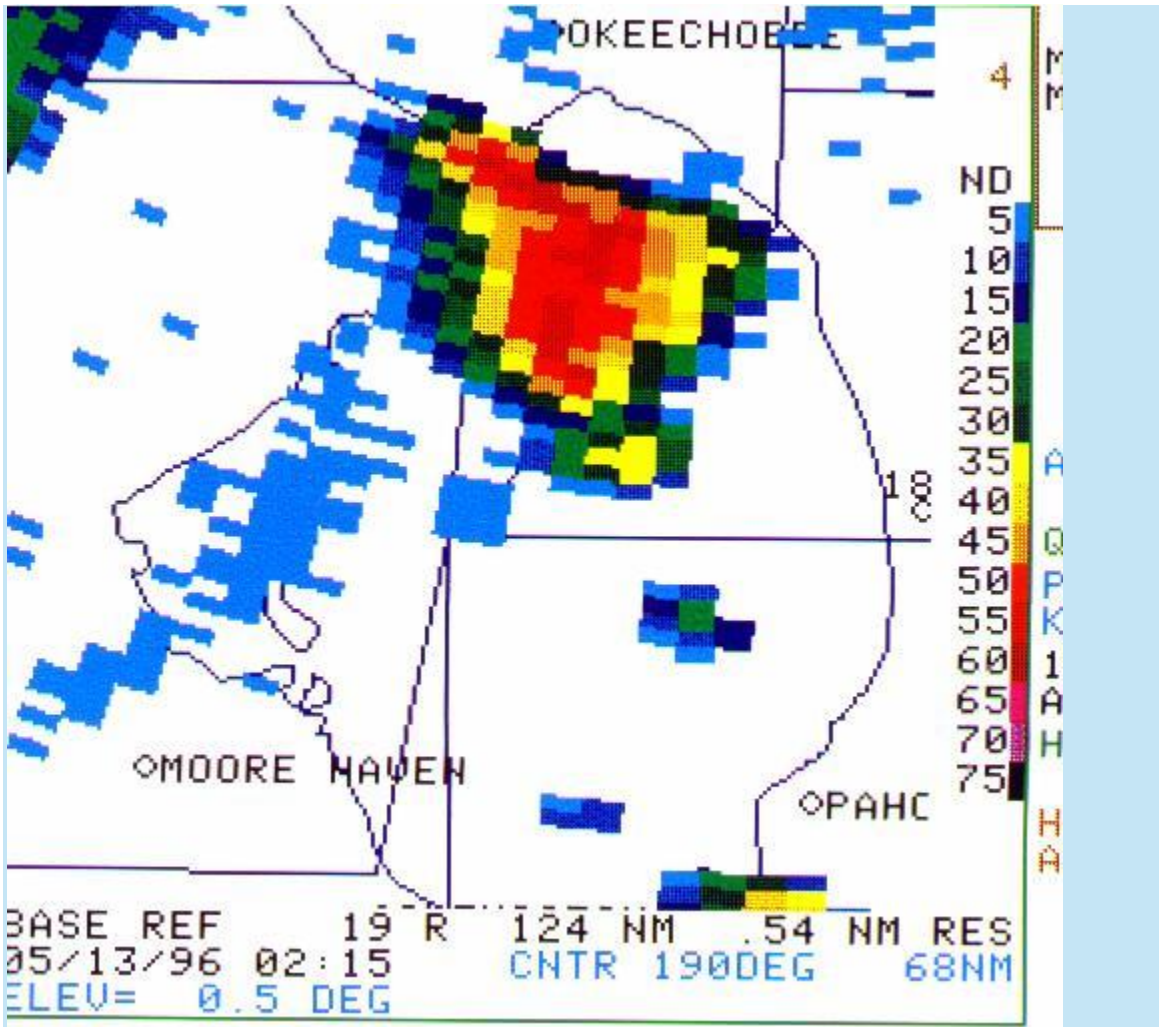 OKEECHOBEE
4
M
M
ND
5
10
15
20
25
30
35
40
45
50
55
60
65
70
75
18
C
A
Q
P
K
1
A
H
H
A
MOORE HAVEN
PAHC
BASE REF 19 R 124 NM .54 NM RES
05/13/96 02:15 CNTR 190DEG 68NM
ELEV= 0.5 DEG